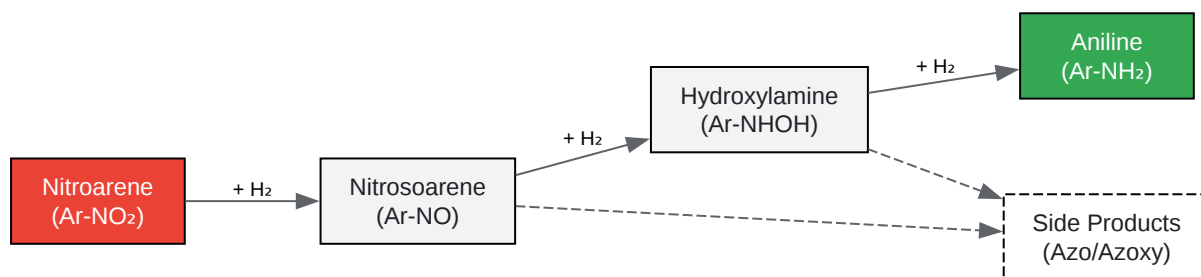 Nitroarene
(Ar-NO₂)
+ H₂
Nitrosoarene
(Ar-NO)
+ H₂
Hydroxylamine
(Ar-NHOH)
+ H₂
Aniline
(Ar-NH₂)
Side Products
(Azo/Azoxy)